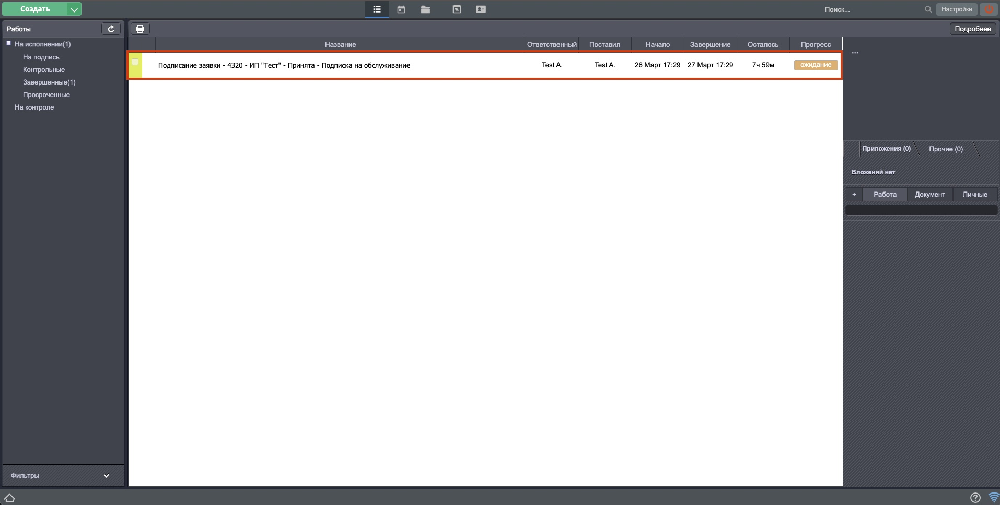 Создать
Поиск...
Настройки
Работы
Подробнее
На исполнении(1)
На подпись
Контрольные
Завершенные(1)
Просроченные
На контроле
Название
Ответственный
Поставил
Начало
Завершение
Осталось
Прогресс
Подписание заявки - 4320 - ИП "Тест" - Принята - Подписка на обслуживание
Test A.
Test A.
26 Март 17:29
27 Март 17:29
7ч 59м
ожидание
...
Приложения (0)
Прочие (0)
Вложений нет
+
Работа
Документ
Личные
Фильтры